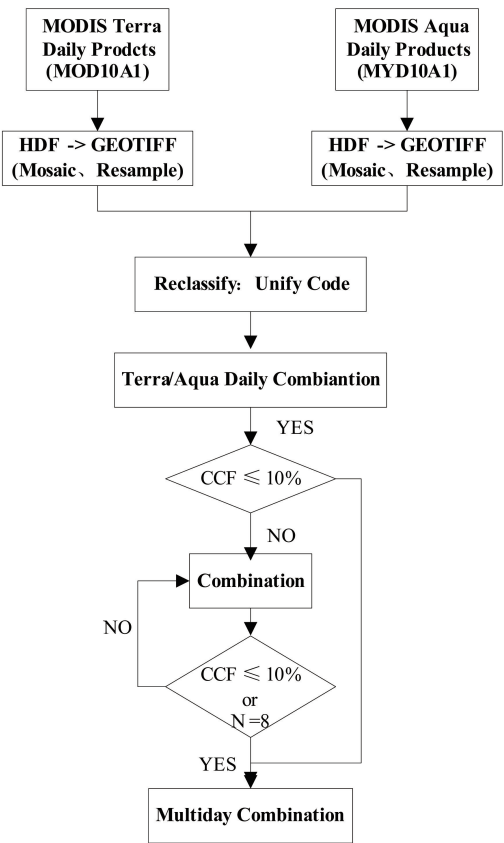 MODIS Terra
Daily Prodcts
(MOD10A1)
MODIS Aqua
Daily Products
(MYD10A1)
HDF -> GEOTIFF
(Mosaic、Resample)
HDF -> GEOTIFF
(Mosaic、Resample)
Reclassify: Unify Code
Terra/Aqua Daily Combiantion
YES
CCF ≤ 10%
NO
Combination
NO
CCF ≤ 10%
or
N =8
YES
Multiday Combination